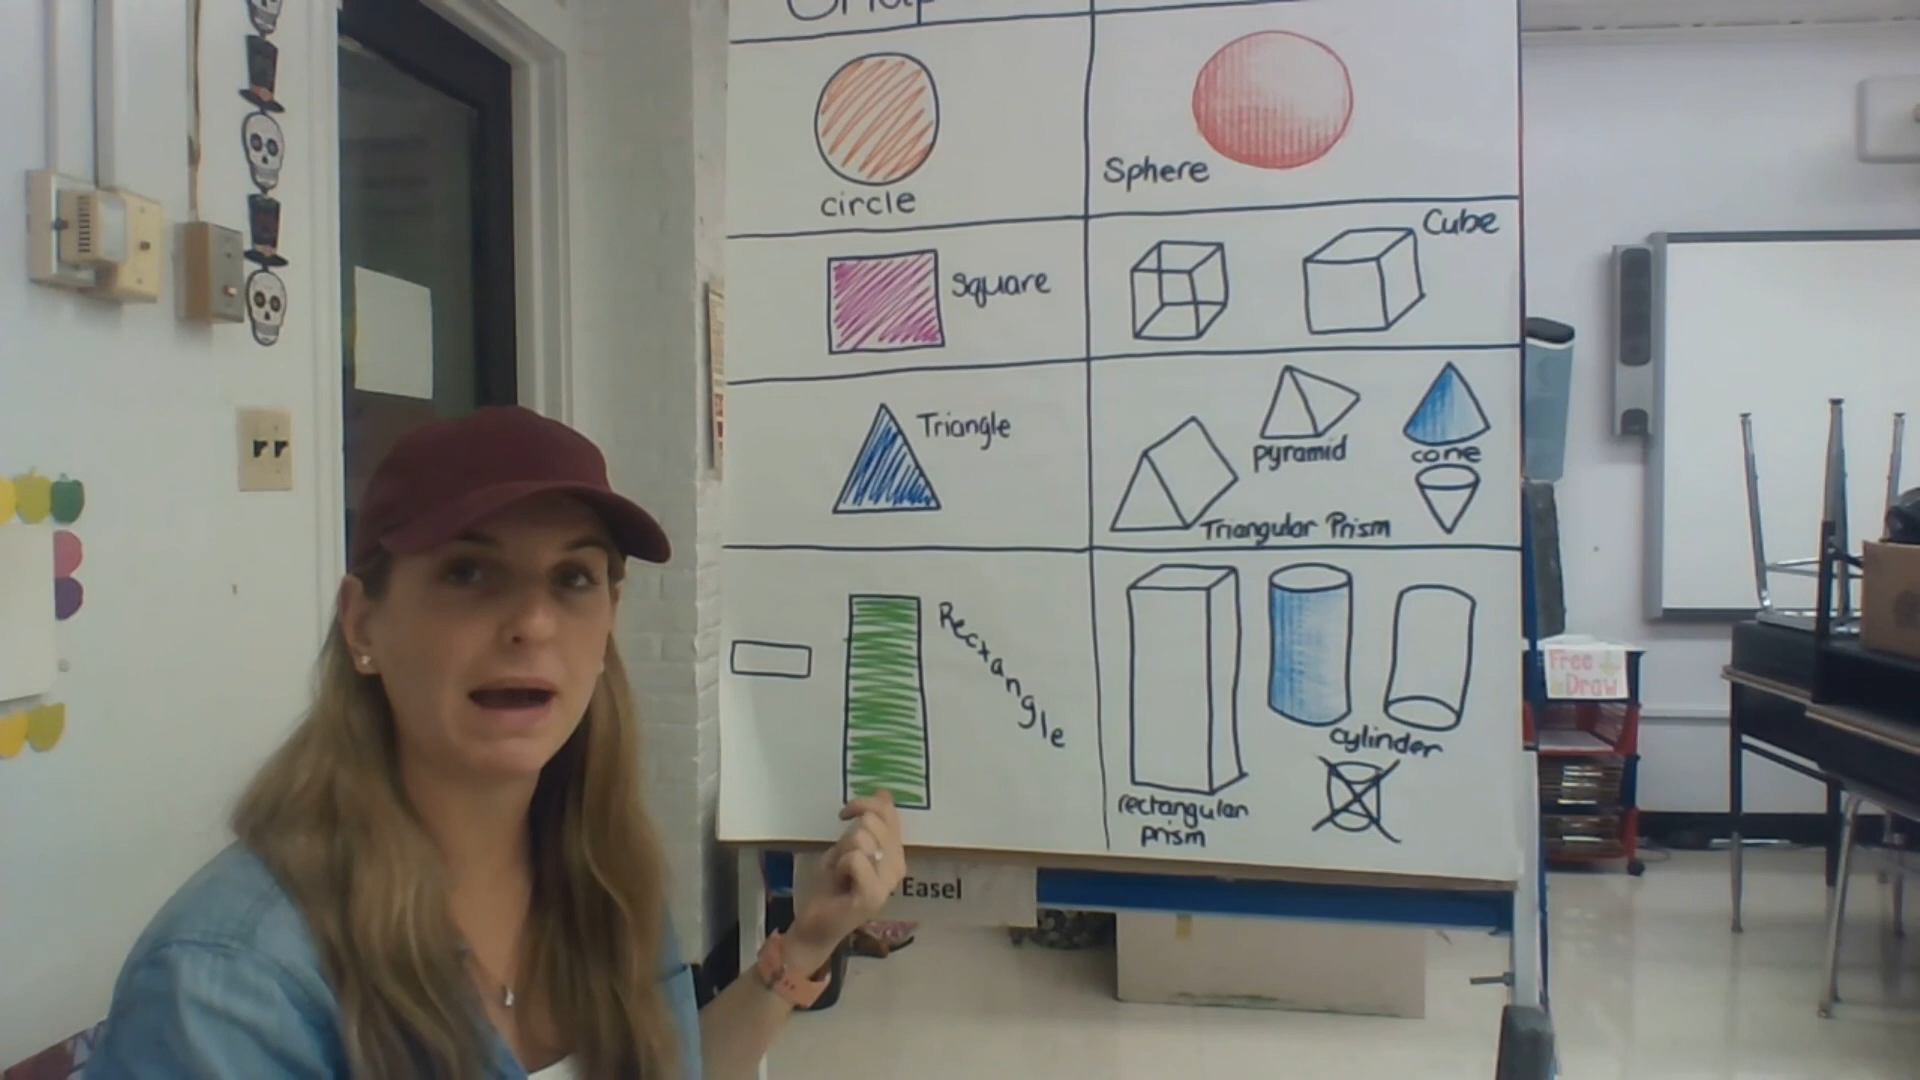 circle
Sphere
Square
Cube
Triangle
pyramid
cone
Triangular Prism
Rectangle
cylinder
rectangular
prism
Easel
Free
Draw